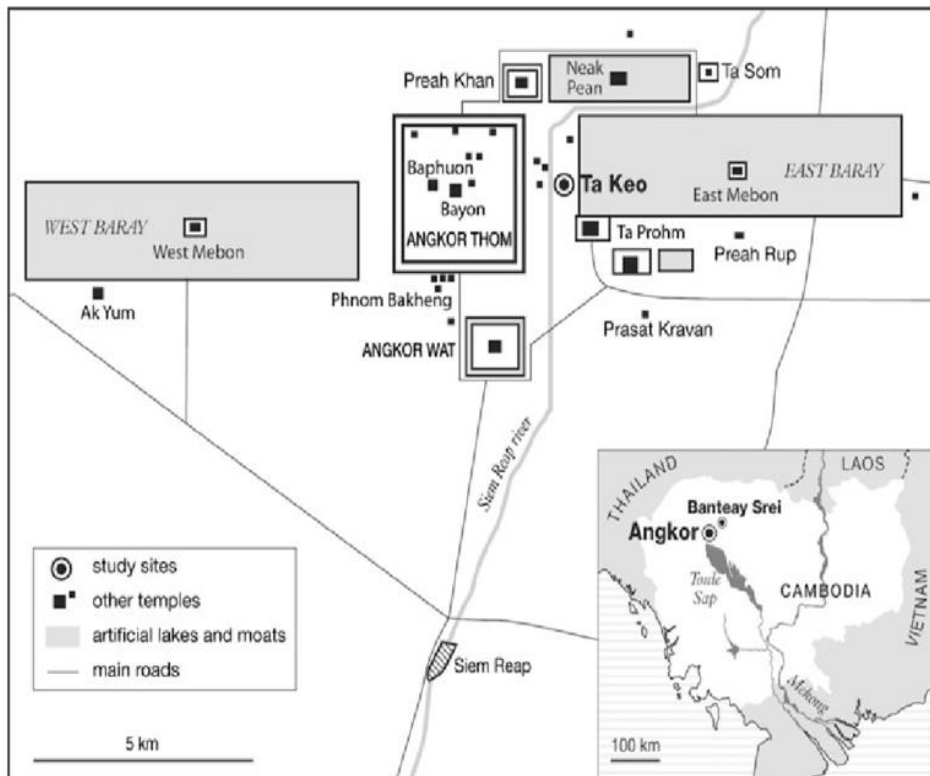 Preah Khan
Neak
Pean
Ta Som
Baphuon
Bayon
ANGKOR THOM
Ta Keo
East Mebon
EAST BARAY
WEST BARAY
West Mebon
Ta Prohm
Preah Rup
Ak Yum
Phnom Bakheng
Prasat Kravan
ANGKOR WAT
Siem Reap river
study sites
other temples
artificial lakes and moats
main roads
Siem Reap
5 km
THAILAND
LAOS
Banteay Srei
Angkor
Tonle
Sap
CAMBODIA
VIETNAM
Mekong
100 km